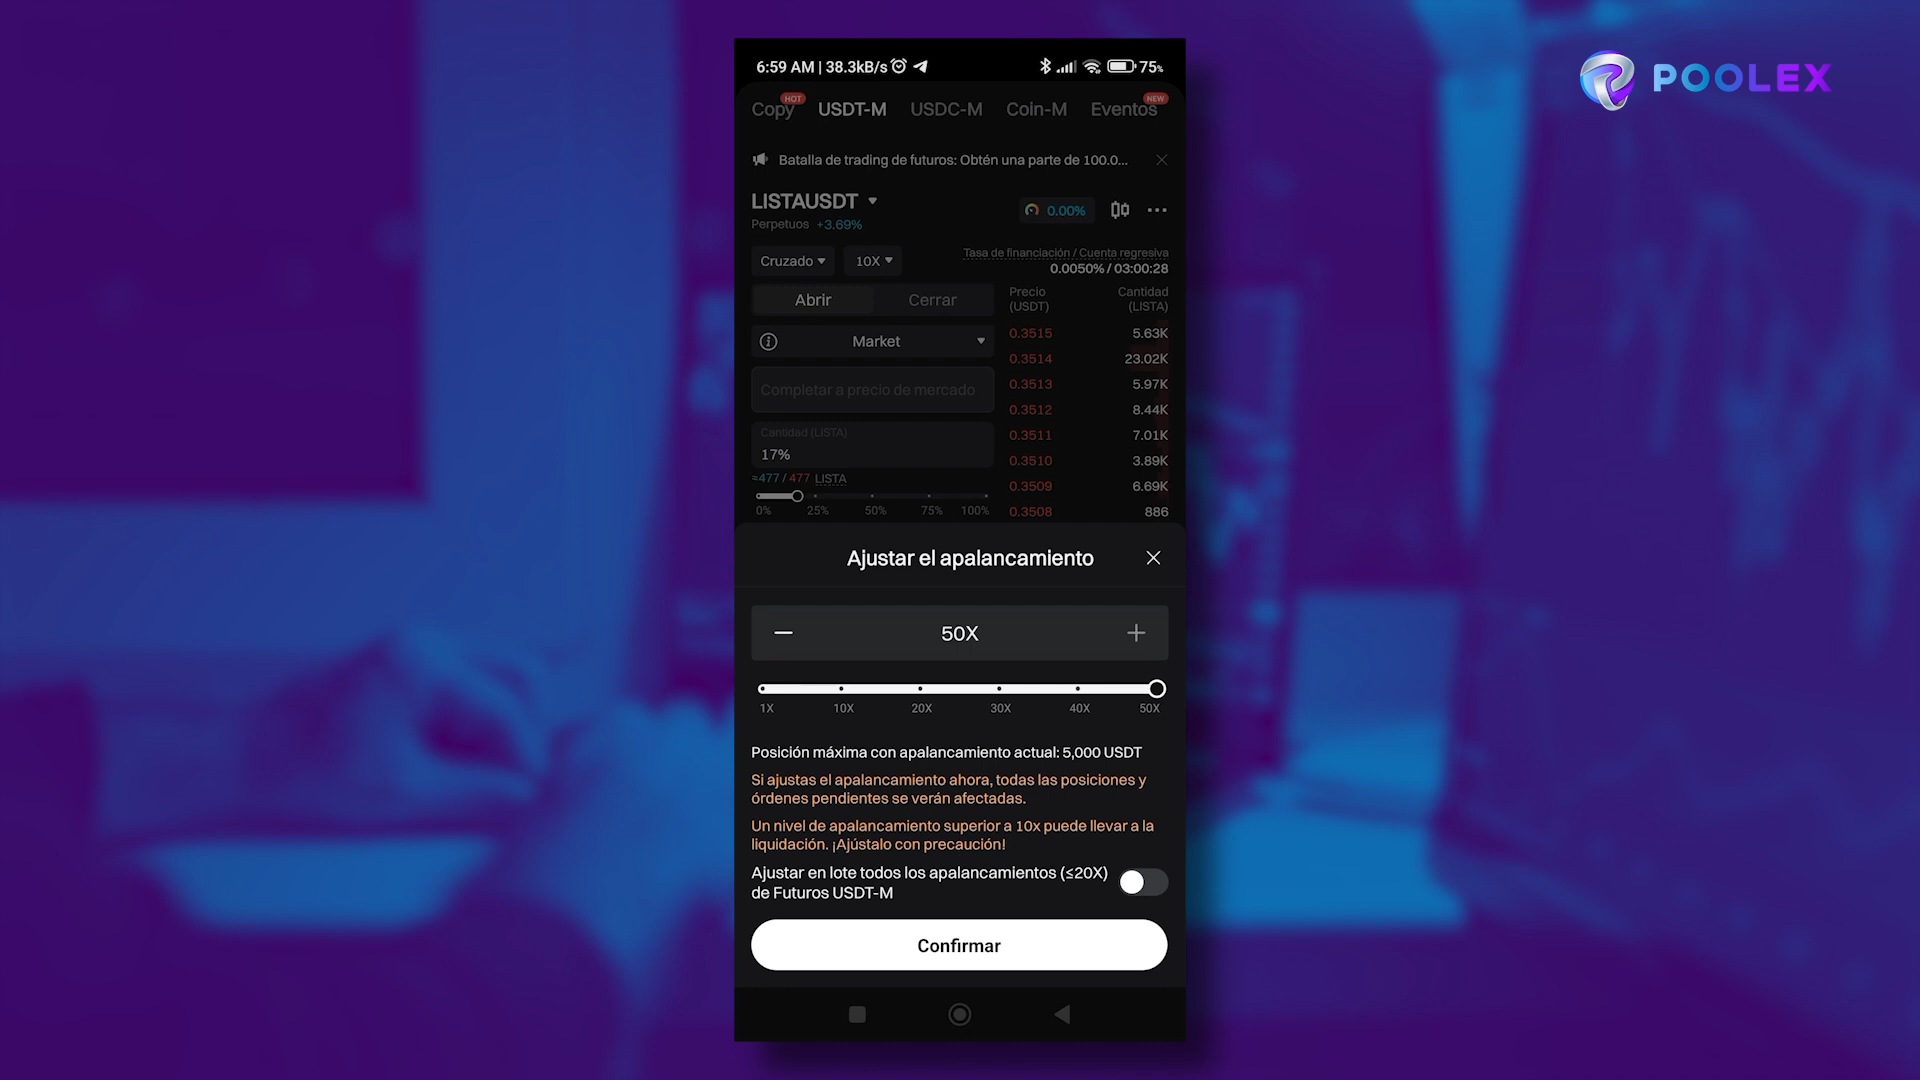 POOLEX
6:59 AM | 38.3kB/s
75%
Copy HOT USDT-M USDC-M Coin-M Eventos NEW
Batalla de trading de futuros: Obtén una parte de 100.0...
LISTAUSDT
0.00%
Perpetuos +3.69%
Cruzado 10X
Tasa de financiación / Cuenta regresiva
0.0050% / 03:00:28
Abrir Cerrar
Precio (USDT) Cantidad (LISTA)
Market
Completar a precio de mercado
Cantidad (LISTA)
17%
≈477 / 477 LISTA
0% 25% 50% 75% 100%
0.3515 5.63K
0.3514 23.02K
0.3513 5.97K
0.3512 8.44K
0.3511 7.01K
0.3510 3.89K
0.3509 6.69K
0.3508 886
Ajustar el apalancamiento
50X
1X 10X 20X 30X 40X 50X
Posición máxima con apalancamiento actual: 5,000 USDT
Si ajustas el apalancamiento ahora, todas las posiciones y
órdenes pendientes se verán afectadas.
Un nivel de apalancamiento superior a 10x puede llevar a la
liquidación. ¡Ajústalo con precaución!
Ajustar en lote todos los apalancamientos (≤20X)
de Futuros USDT-M
Confirmar